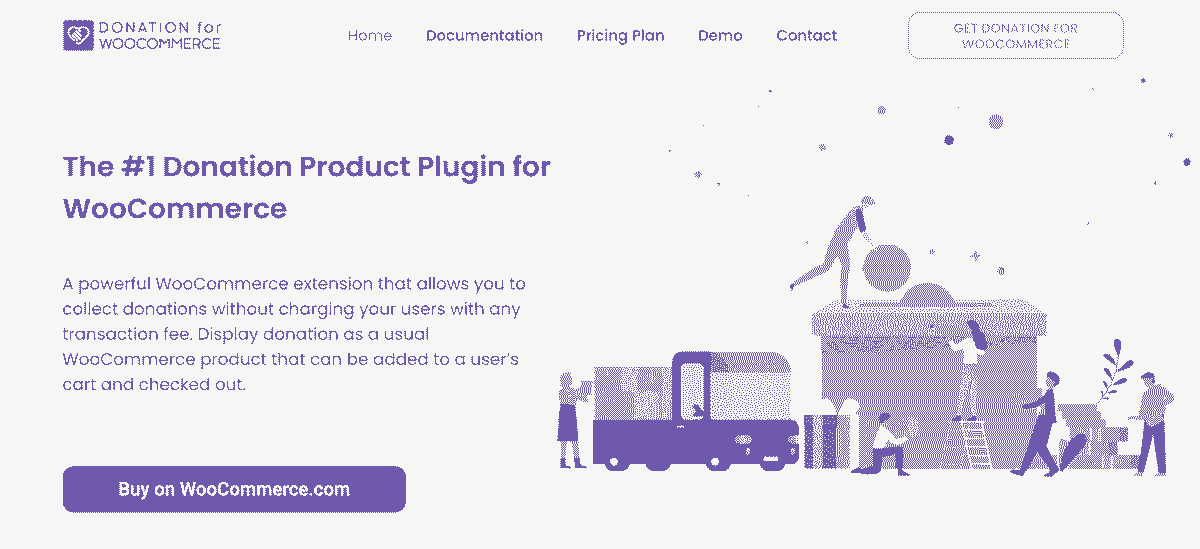 DONATION for
WOOCOMMERCE
Home Documentation Pricing Plan Demo Contact
GET DONATION FOR
WOOCOMMERCE
The #1 Donation Product Plugin for
WooCommerce
A powerful WooCommerce extension that allows you to
collect donations without charging your users with any
transaction fee. Display donation as a usual
WooCommerce product that can be added to a user's
cart and checked out.
Buy on WooCommerce.com